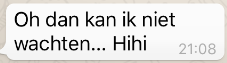 Oh dan kan ik niet
wachten... Hihi
21:08